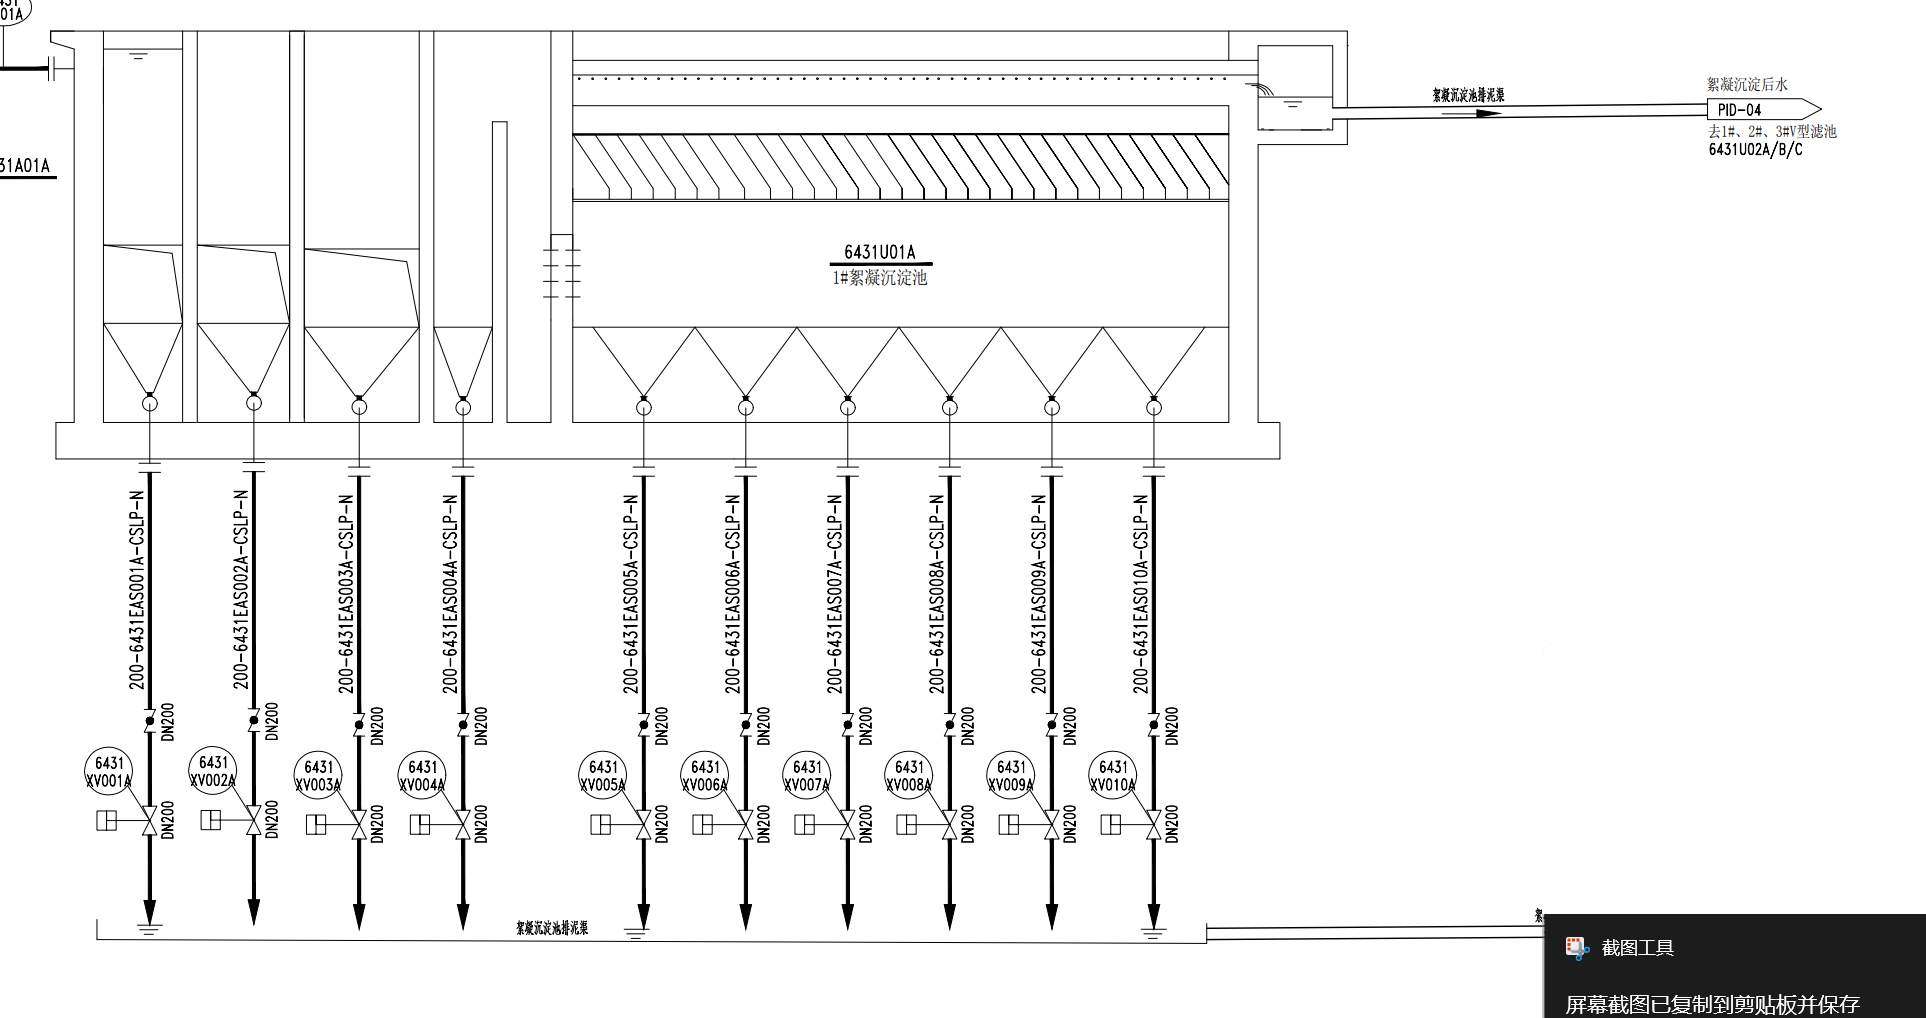 01A
31A01A
絮凝沉淀池排泥渠
絮凝沉淀后水
PID-04
去1#、2#、3#V型滤池
6431U02A/B/C
6431U01A
1#絮凝沉淀池
200-6431EAS001A-CSLP-N
200-6431EAS002A-CSLP-N
200-6431EAS003A-CSLP-N
200-6431EAS004A-CSLP-N
200-6431EAS005A-CSLP-N
200-6431EAS006A-CSLP-N
200-6431EAS007A-CSLP-N
200-6431EAS008A-CSLP-N
200-6431EAS009A-CSLP-N
200-6431EAS010A-CSLP-N
DN200
DN200
DN200
DN200
DN200
DN200
DN200
DN200
DN200
DN200
6431
XV001A
6431
XV002A
6431
XV003A
6431
XV004A
6431
XV005A
6431
XV006A
6431
XV007A
6431
XV008A
6431
XV009A
6431
XV010A
DN200
DN200
DN200
DN200
DN200
DN200
DN200
DN200
DN200
DN200
絮凝沉淀池排泥渠
絮
截图工具
屏幕截图已复制到剪贴板并保存